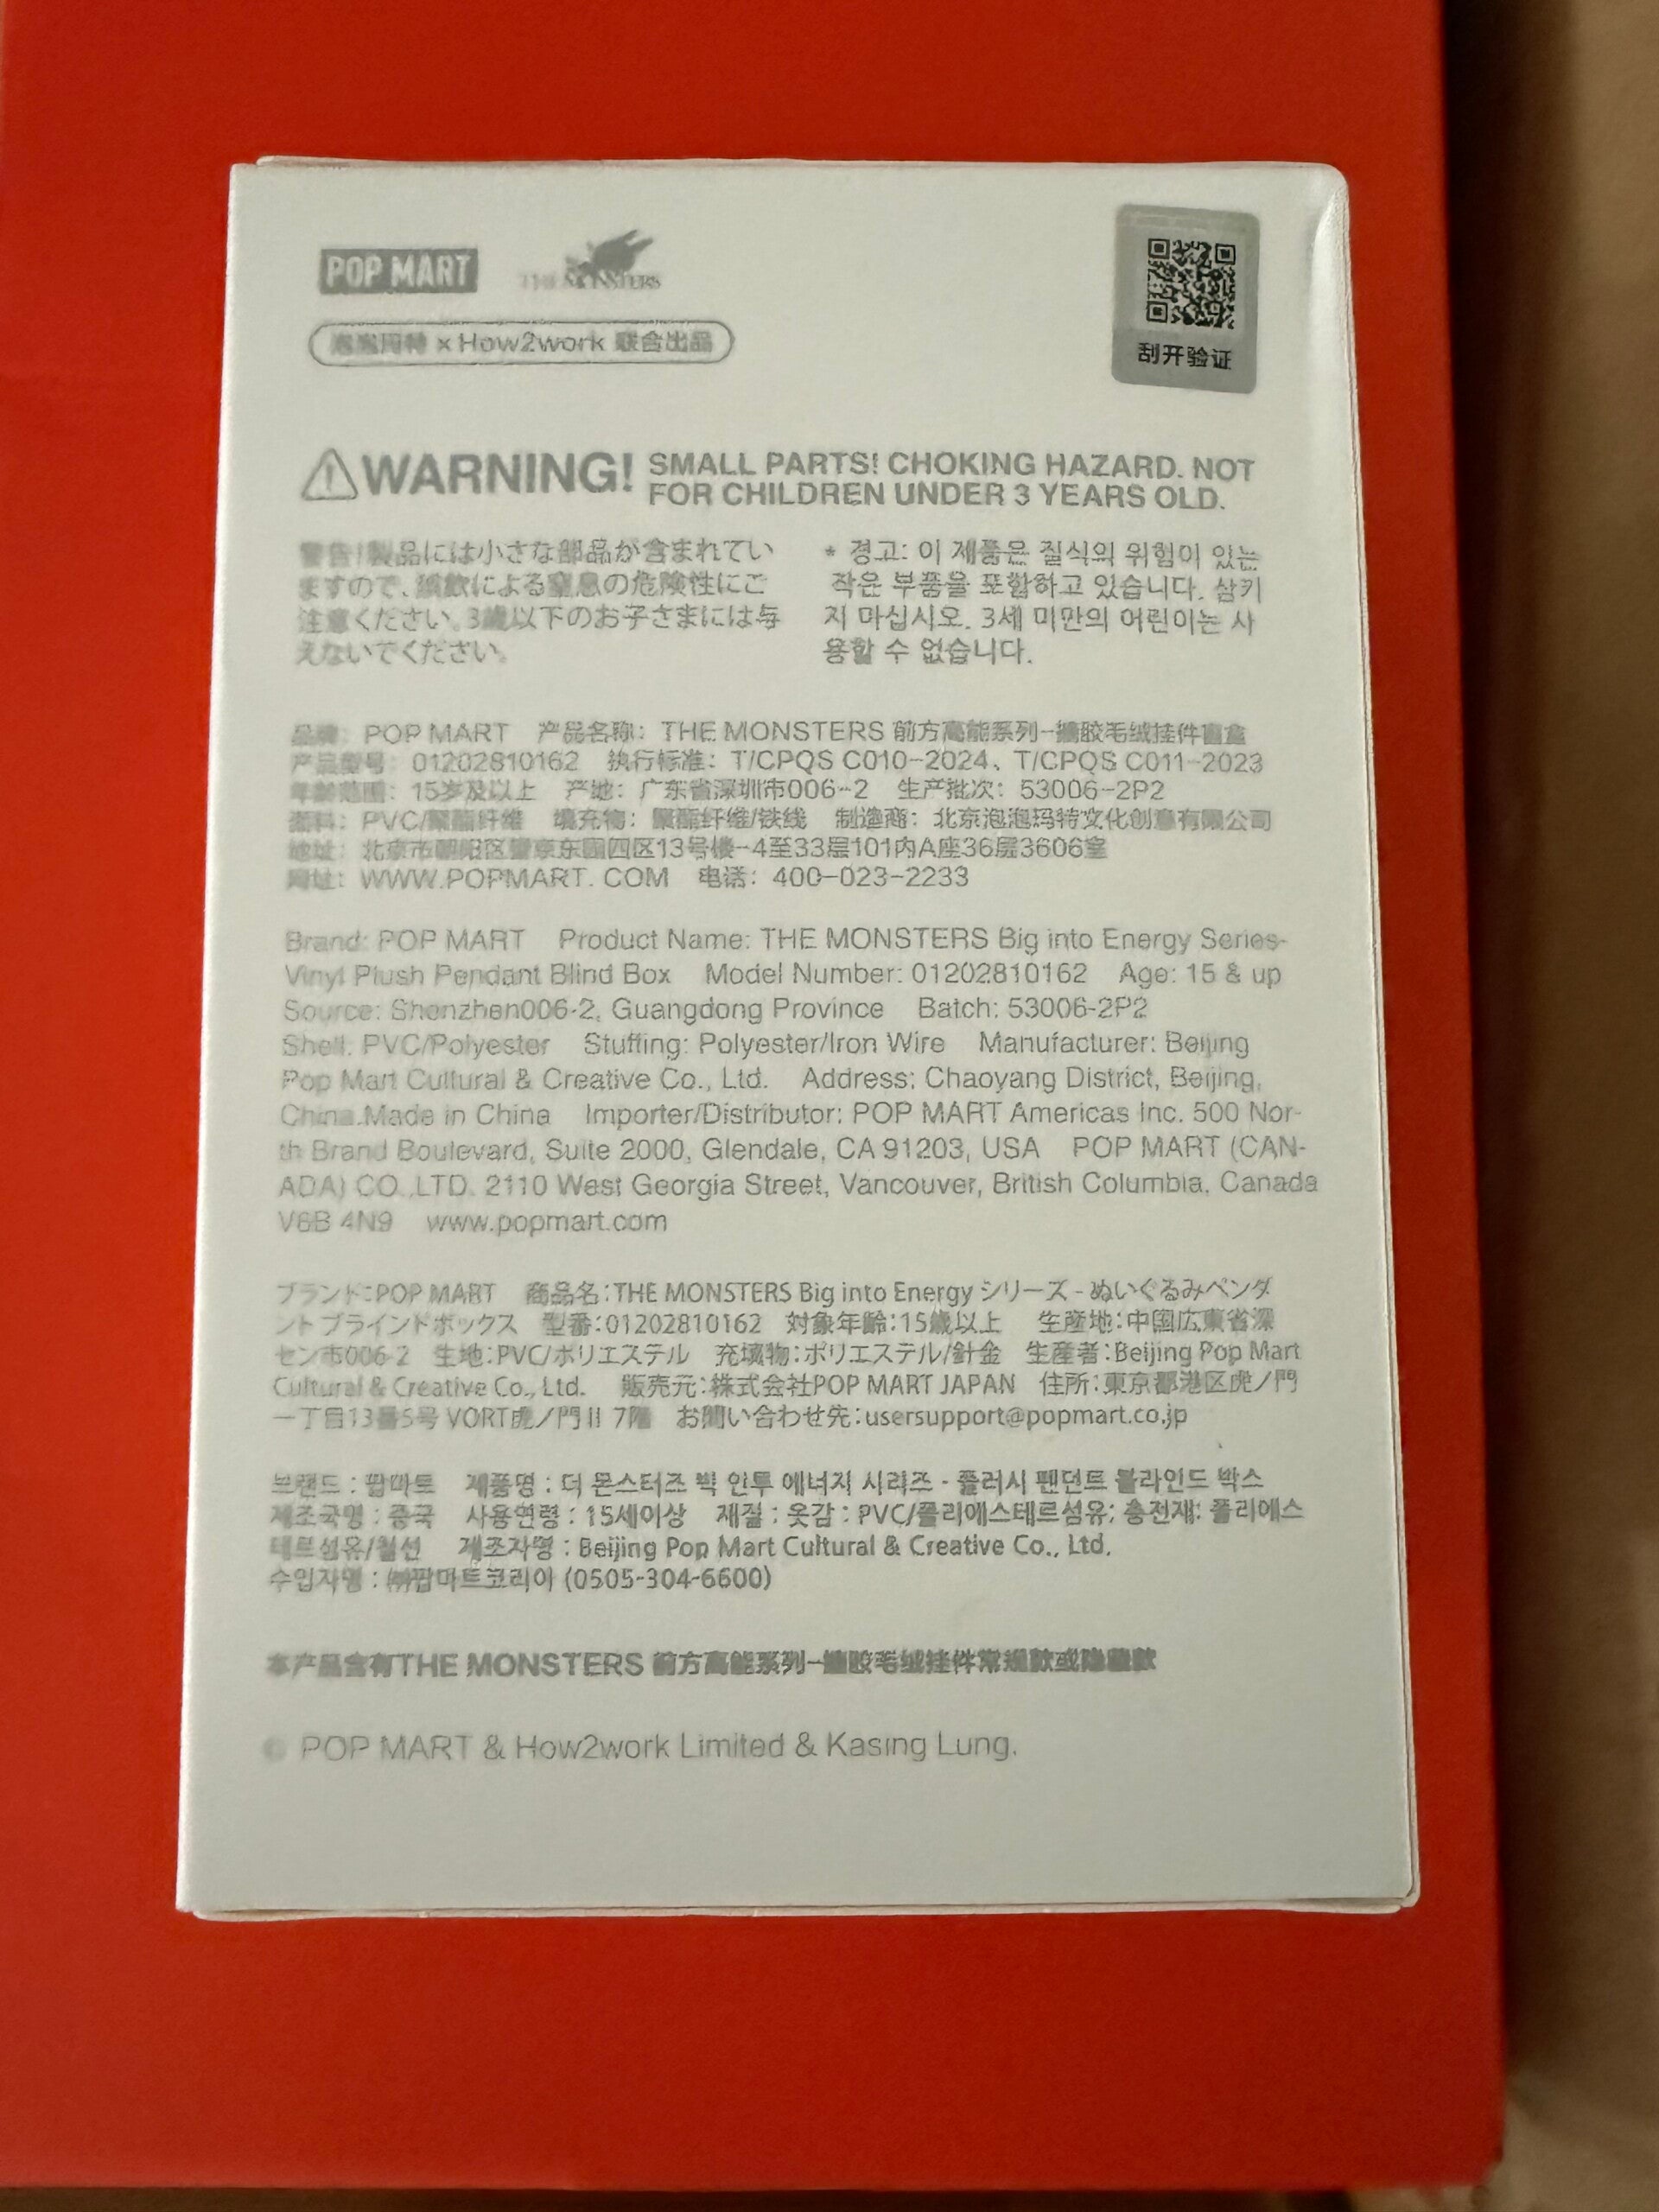 POP MART
THE MONSTERS
泡泡玛特 × How2work 联合出品
刮开验证
WARNING! SMALL PARTS! CHOKING HAZARD. NOT
FOR CHILDREN UNDER 3 YEARS OLD.
警告!製品には小さな部品が含まれてい
ますので、誤飲による窒息の危険性にご
注意ください。3歳以下のお子さまには与
えないでください。
* 경고: 이 제품은 질식의 위험이 있는
작은 부품을 포함하고 있습니다. 삼키
지 마십시오. 3세 미만의 어린이는 사
용할 수 없습니다.
品牌: POP MART 产品名称: THE MONSTERS 前方高能系列-搪胶毛绒挂件盲盒
产品型号: 01202810162 执行标准: T/CPQS C010-2024、T/CPQS C011-2023
年龄范围: 15岁及以上 产地: 广东省深圳市006-2 生产批次: 53006-2P2
面料: PVC/聚酯纤维 填充物: 聚酯纤维/铁线 制造商: 北京泡泡玛特文化创意有限公司
地址: 北京市朝阳区望京东园四区13号楼-4至33层101内A座36层3606室
网址: WWW.POPMART. COM 电话: 400-023-2233
Brand: POP MART Product Name: THE MONSTERS Big into Energy Series-
Vinyl Plush Pendant Blind Box Model Number: 01202810162 Age: 15 & up
Source: Shenzhen006-2, Guangdong Province Batch: 53006-2P2
Shell: PVC/Polyester Stuffing: Polyester/Iron Wire Manufacturer: Beijing
Pop Mart Cultural & Creative Co., Ltd. Address: Chaoyang District, Beijing,
China.Made in China Importer/Distributor: POP MART Americas Inc. 500 Nor-
th Brand Boulevard, Suite 2000, Glendale, CA 91203, USA POP MART (CAN-
ADA) CO.,LTD. 2110 West Georgia Street, Vancouver, British Columbia, Canada
V6B 4N9 www.popmart.com
ブランド:POP MART 商品名:THE MONSTERS Big into Energy シリーズ - ぬいぐるみペンダ
ント ブラインドボックス 型番:01202810162 対象年齢:15歳以上 生産地:中国広東省深
セン市006-2 生地:PVC/ポリエステル 充填物:ポリエステル/針金 生産者:Beijing Pop Mart
Cultural & Creative Co., Ltd. 販売元:株式会社POP MART JAPAN 住所:東京都港区虎ノ門
一丁目13番5号 VORT虎ノ門 II 7階 お問い合わせ先:usersupport@popmart.co.jp
브랜드 : 팝마트 제품명 : 더 몬스터즈 빅 인투 에너지 시리즈 - 플러시 팬던트 블라인드 박스
제조국명 : 중국 사용연령 : 15세이상 재질 : 옷감 : PVC/폴리에스테르섬유; 충전재: 폴리에스
테르섬유/철선 제조자명 : Beijing Pop Mart Cultural & Creative Co., Ltd.
수입자명 : ㈜팝마트코리아 (0505-304-6600)
本产品含有THE MONSTERS 前方高能系列-搪胶毛绒挂件常规款或隐藏款
© POP MART & How2work Limited & Kasing Lung.